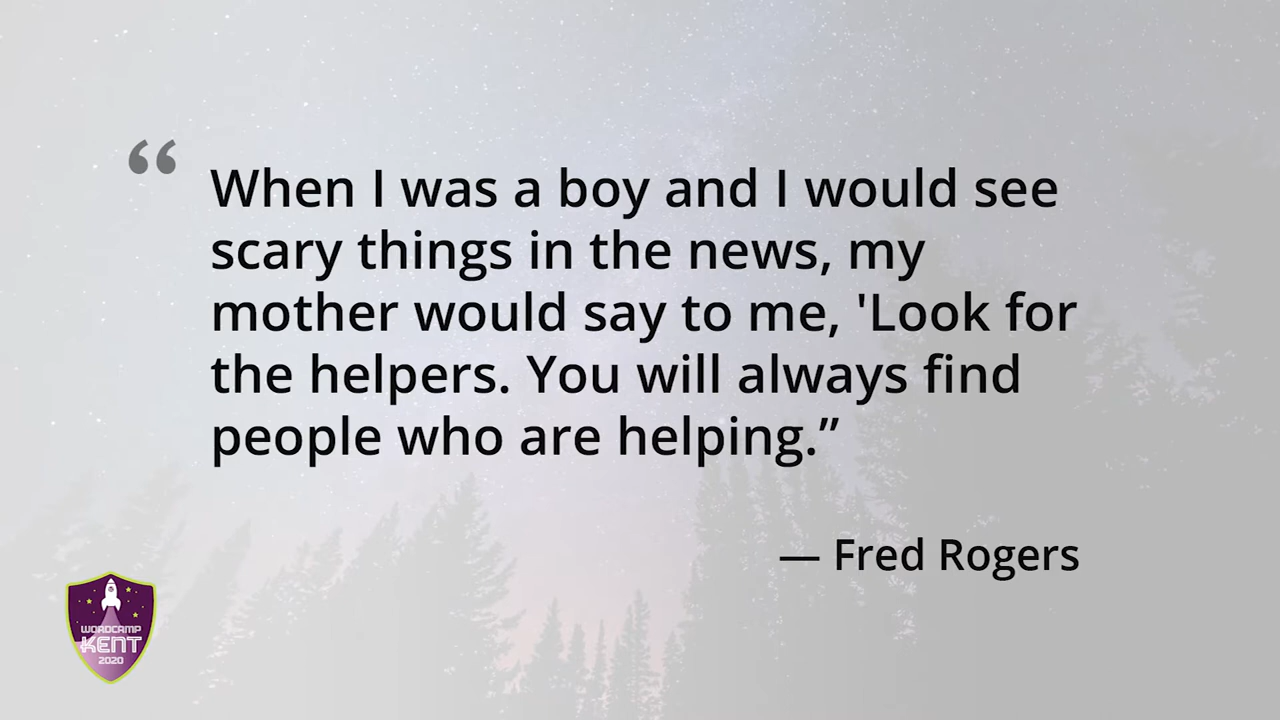 “
When I was a boy and I would see
scary things in the news, my
mother would say to me, 'Look for
the helpers. You will always find
people who are helping.”
— Fred Rogers
WORDCAMP
KENT
2020